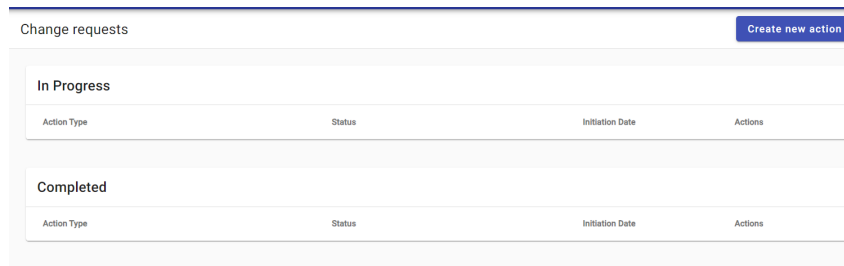 Change requests Create new action
In Progress
Action Type Status Initiation Date Actions
Completed
Action Type Status Initiation Date Actions